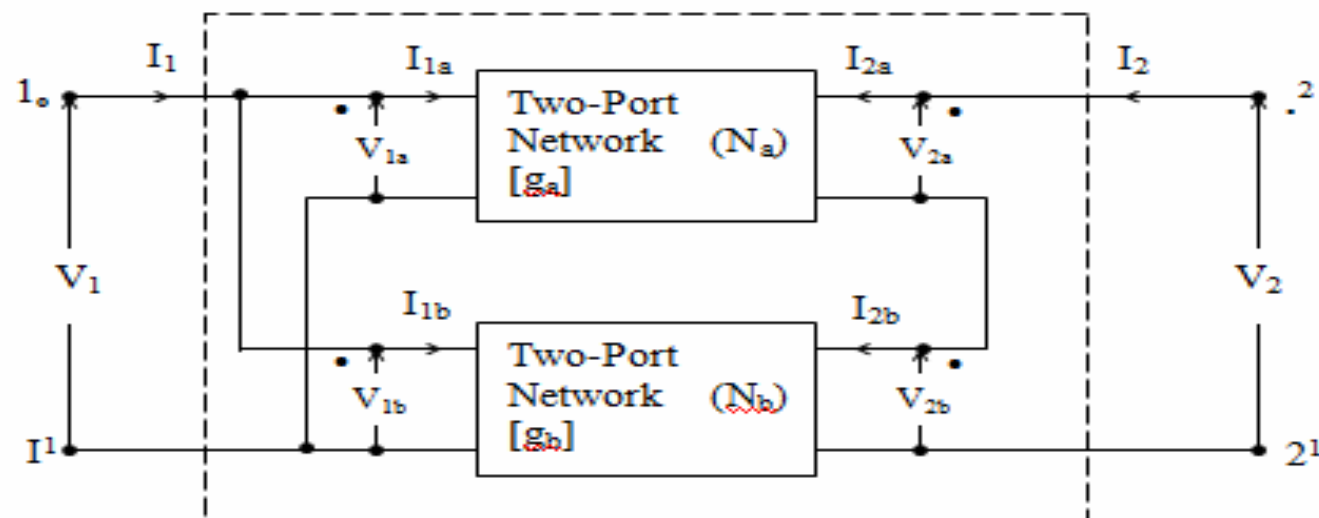 I₁
I₁ₐ
I₂ₐ
I₂
1ₒ
Two-Port
Network (Nₐ)
[gₐ]
V₁ₐ
V₂ₐ
.²
V₁
V₂
I₁b
I₂b
Two-Port
Network (Nb)
[gb]
V₁b
V₂b
I¹
2¹